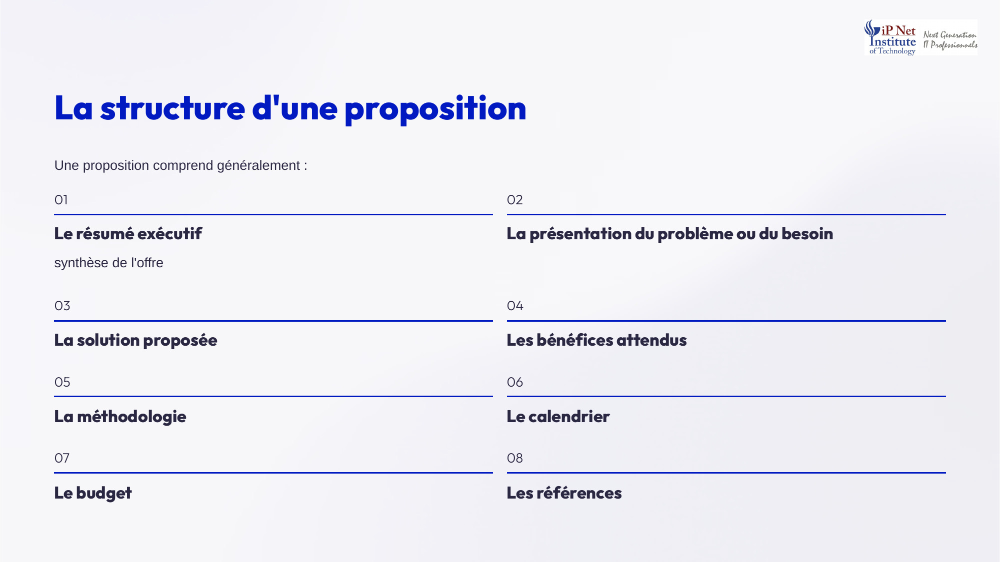 iP Net
Institute
of Technology
Next Generation
IT Professionnels
La structure d'une proposition
Une proposition comprend généralement :
01
Le résumé exécutif
synthèse de l'offre
02
La présentation du problème ou du besoin
03
La solution proposée
04
Les bénéfices attendus
05
La méthodologie
06
Le calendrier
07
Le budget
08
Les références